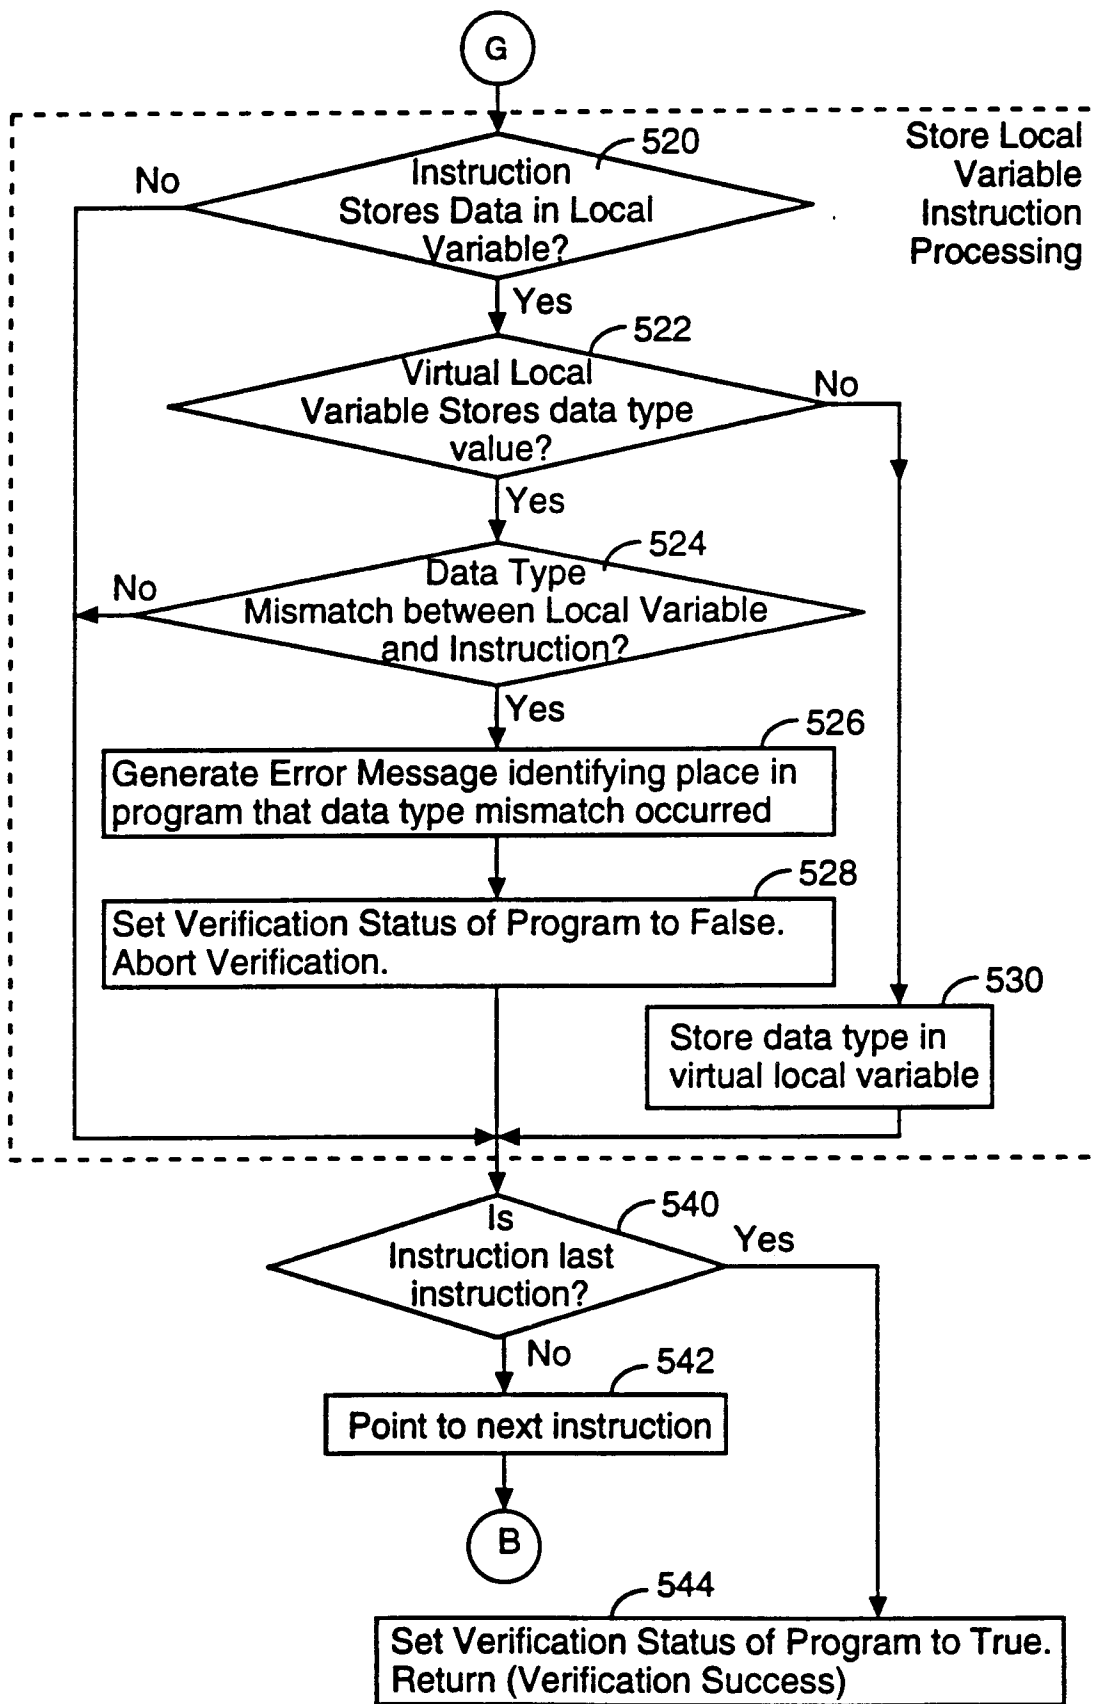 G
Store Local
Variable
Instruction
Processing
520
No
Instruction
Stores Data in Local
Variable?
Yes
522
Virtual Local
Variable Stores data type
value?
No
Yes
524
Data Type
Mismatch between Local Variable
and Instruction?
No
Yes
526
Generate Error Message identifying place in
program that data type mismatch occurred
528
Set Verification Status of Program to False.
Abort Verification.
530
Store data type in
virtual local variable
540
Is
Instruction last
instruction?
Yes
No
542
Point to next instruction
B
544
Set Verification Status of Program to True.
Return (Verification Success)